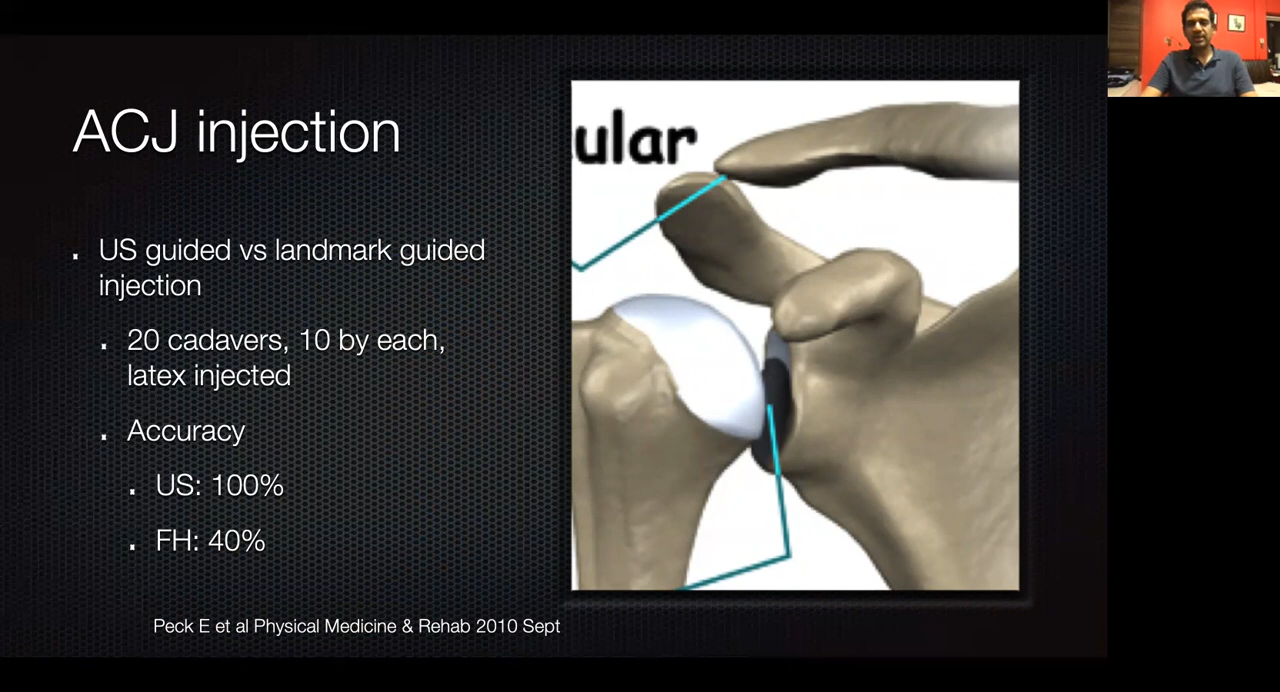 ACJ injection
ular
US guided vs landmark guided
injection
20 cadavers, 10 by each,
latex injected
Accuracy
US: 100%
FH: 40%
Peck E et al Physical Medicine & Rehab 2010 Sept